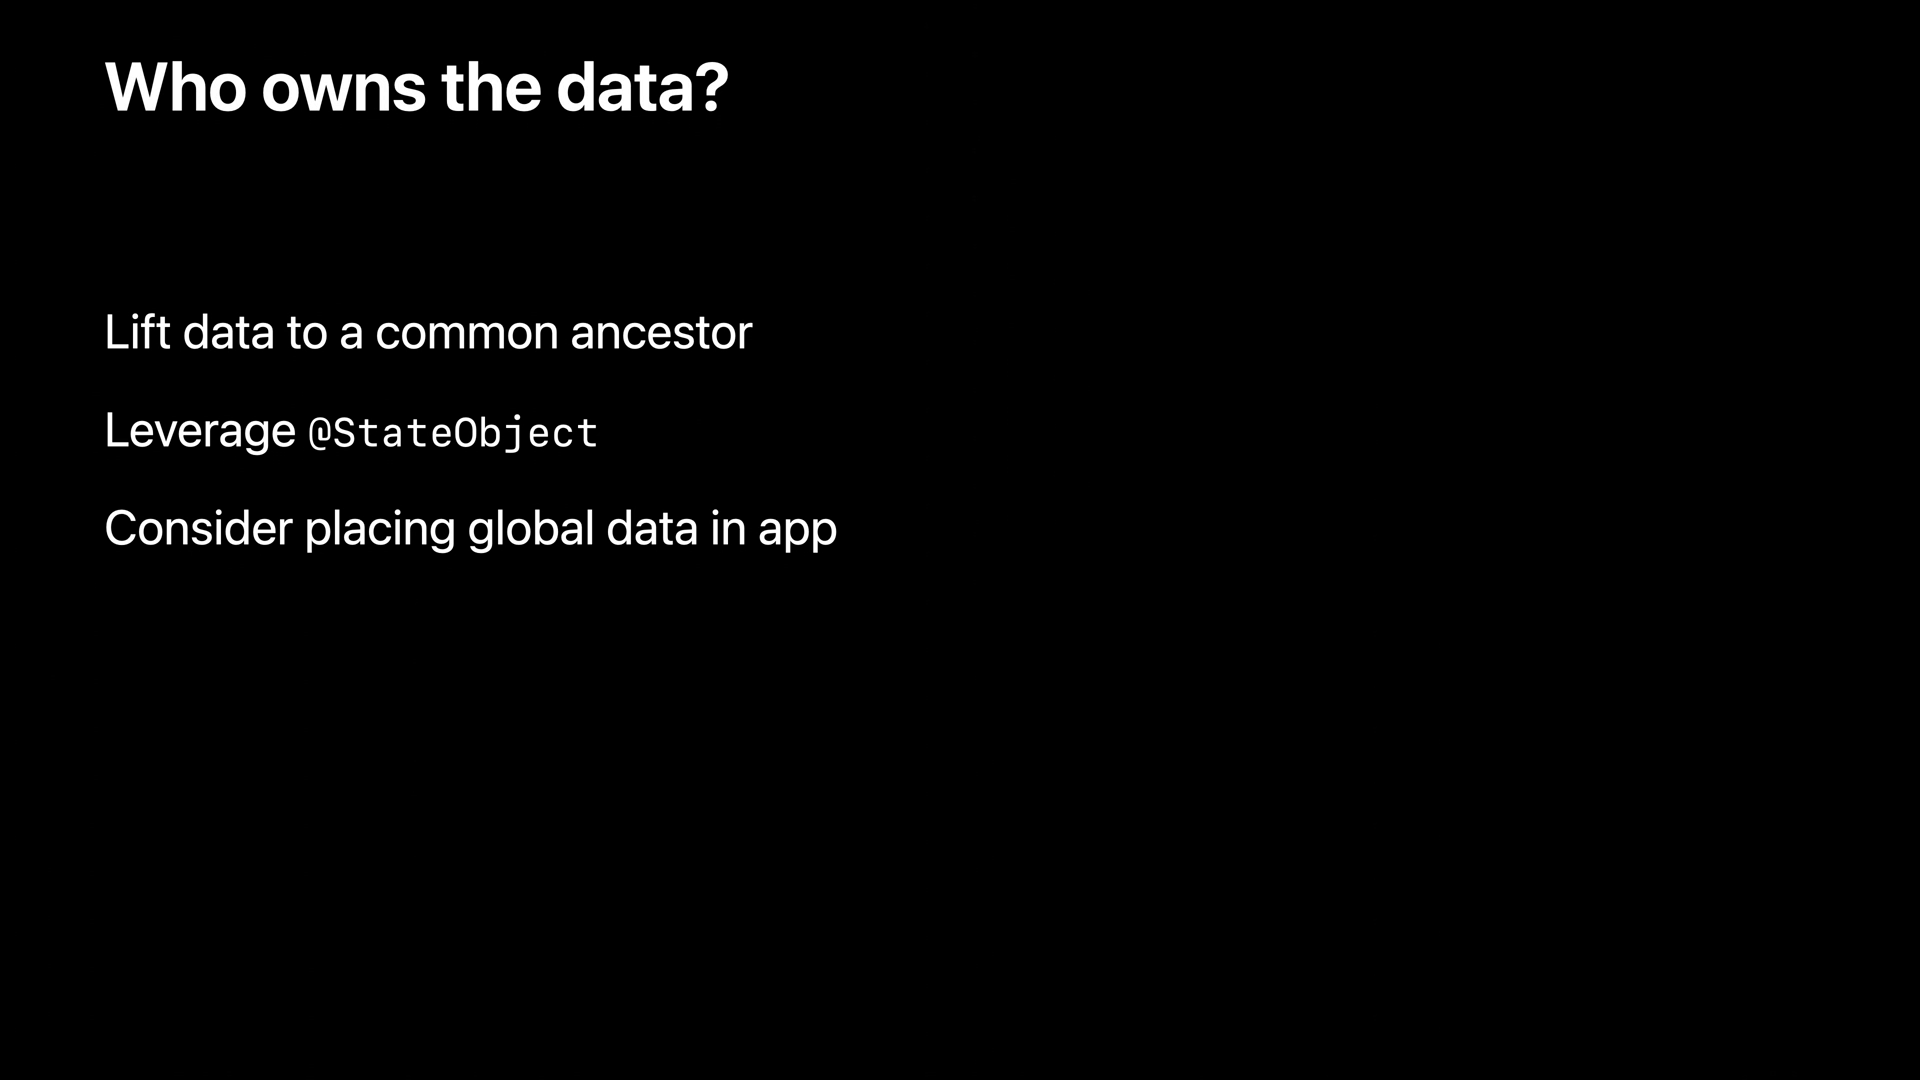 Who owns the data?
Lift data to a common ancestor
Leverage @StateObject
Consider placing global data in app